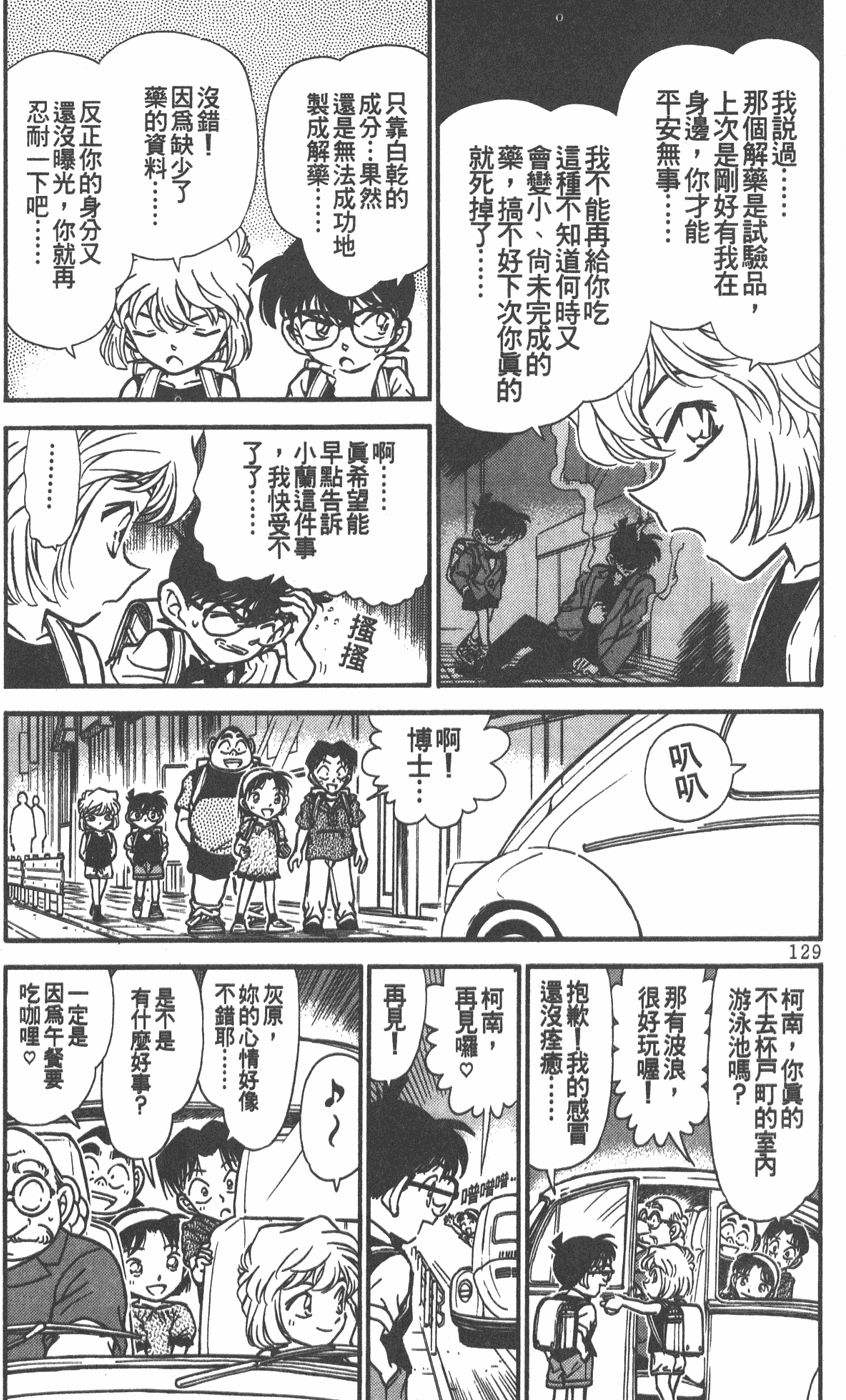 我説過……
那個解藥是試驗品，
上次是剛好有我在
身邊，你才能
平安無事……
我不能再給你吃
這種不知道何時又
會變小、尚未完成的
藥，搞不好下次你眞的
就死掉了……
只靠白乾的
成分…果然
還是無法成功地
製成解藥……
沒錯！
因爲缺少了
藥的資料……
反正你的身分又
還沒曝光，你就再
忍耐一下吧……
啊……
眞希望能
早點告訴
小蘭這件事
，我快受不
了了……
搔搔
……
叭叭
啊！
博士…
129
柯南，你眞的
不去杯戸町的室內
游泳池嗎？
那有波浪，
很好玩喔！
抱歉！我的感冒
還沒痊癒……
柯南，
再見囉♡
再見！
噗噗噗…
♪～
灰原，
妳的心情好像
不錯耶……
是不是
有什麼好事？
一定是
因爲午餐要
吃咖哩♡